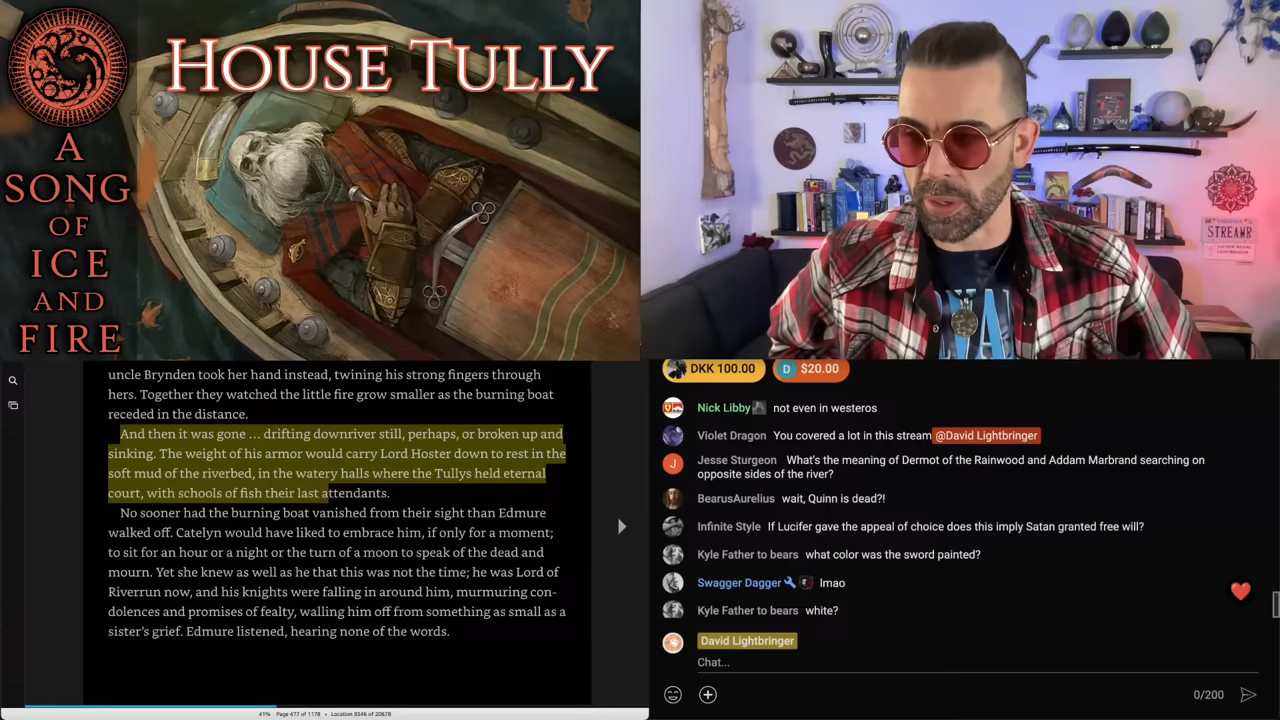 HOUSE TULLY
A
SONG
OF
ICE
AND
FIRE
DRAGON
STREAMR
uncle Brynden took her hand instead, twining his strong fingers through
hers. Together they watched the little fire grow smaller as the burning boat
receded in the distance.
And then it was gone … drifting downriver still, perhaps, or broken up and
sinking. The weight of his armor would carry Lord Hoster down to rest in the
soft mud of the riverbed, in the watery halls where the Tullys held eternal
court, with schools of fish their last attendants.
No sooner had the burning boat vanished from their sight than Edmure
walked off. Catelyn would have liked to embrace him, if only for a moment;
to sit for an hour or a night or the turn of a moon to speak of the dead and
mourn. Yet she knew as well as he that this was not the time; he was Lord of
Riverrun now, and his knights were falling in around him, murmuring con-
dolences and promises of fealty, walling him off from something as small as a
sister's grief. Edmure listened, hearing none of the words.
41% • Page 477 of 1178 • Location 8346 of 20678
DKK 100.00
D $20.00
Nick Libby not even in westeros
Violet Dragon You covered a lot in this stream @David Lightbringer
J Jesse Sturgeon What's the meaning of Dermot of the Rainwood and Addam Marbrand searching on
opposite sides of the river?
BearusAurelius wait, Quinn is dead?!
Infinite Style If Lucifer gave the appeal of choice does this imply Satan granted free will?
Kyle Father to bears what color was the sword painted?
Swagger Dagger lmao
Kyle Father to bears white?
David Lightbringer
Chat...
0/200